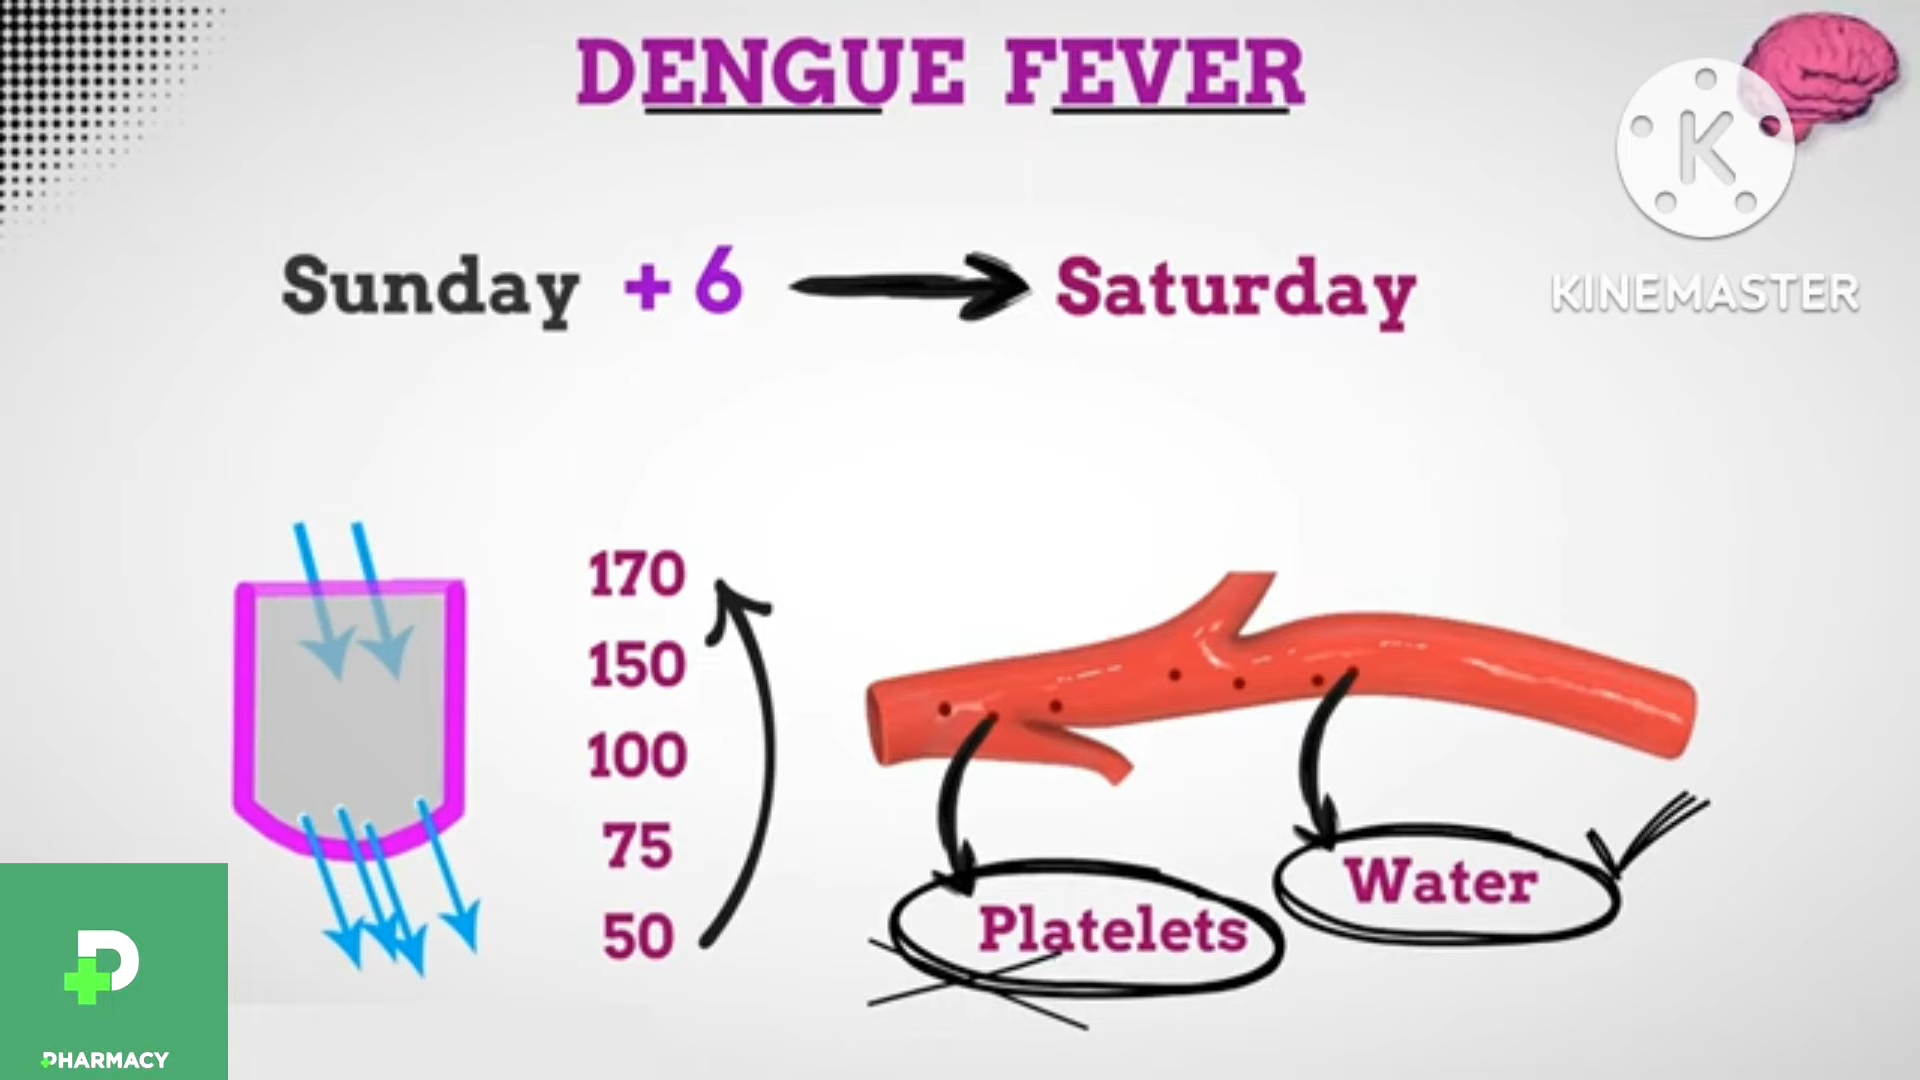 DENGUE FEVER
K
KINEMASTER
Sunday + 6 Saturday
170
150
100
75
50
Water
Platelets
PHARMACY